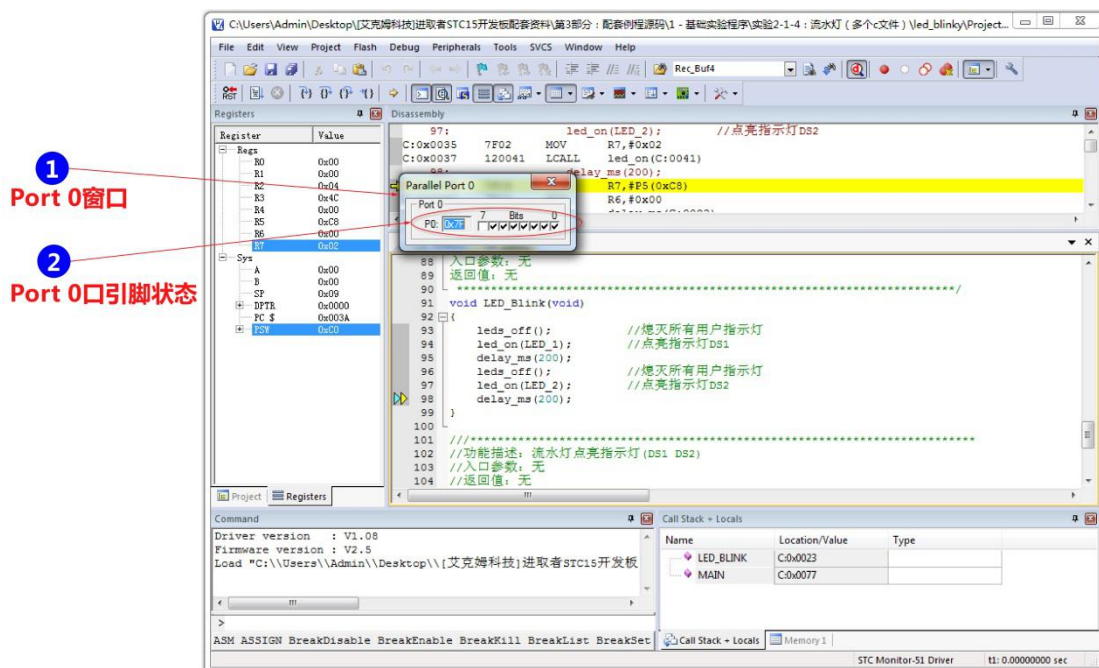 C:\Users\Admin\Desktop\[艾克姆科技]进取者STC15开发板配套资料\第3部分：配套例程源码\1 - 基础实验程序\实验2-1-4：流水灯（多个c文件）\led_blinky\Project...
File Edit View Project Flash Debug Peripherals Tools SVCS Window Help
Rec_Buf4
RST
Registers
Register Value
Regs
R0 0x00
R1 0x00
R2 0x04
R3 0x4C
R4 0x00
R5 0xC8
R6 0x00
R7 0x02
Sys
A 0x00
B 0x00
SP 0x09
DPTR 0x0000
PC $ 0x003A
PSW 0xC0
Project Registers
1
Port 0窗口
2
Port 0口引脚状态
Disassembly
97: led_on(LED_2); //点亮指示灯DS2
C:0x0035 7F02 MOV R7,#0x02
C:0x0037 120041 LCALL led_on(C:0041)
delay_ms(200);
R7,#P5(0xC8)
R6,#0x00
Parallel Port 0
Port 0
7 Bits 0
P0: 0x7F
88 入口参数：无
89 返回值：无
90 ************************************************************************/
91 void LED_Blink(void)
92 {
93 leds_off(); //熄灭所有用户指示灯
94 led_on(LED_1); //点亮指示灯DS1
95 delay_ms(200);
96 leds_off(); //熄灭所有用户指示灯
97 led_on(LED_2); //点亮指示灯DS2
98 delay_ms(200);
99 }
100
101 ///************************************************************************
102 //功能描述：流水灯点亮指示灯(DS1 DS2)
103 //入口参数：无
104 //返回值：无
Command
Driver version : V1.08
Firmware version : V2.5
Load "C:\\Users\\Admin\\Desktop\\[艾克姆科技]进取者STC15开发板
>
ASM ASSIGN BreakDisable BreakEnable BreakKill BreakList BreakSet
Call Stack + Locals
Name Location/Value Type
LED_BLINK C:0x0023
MAIN C:0x0077
Call Stack + Locals Memory 1
STC Monitor-51 Driver t1: 0.00000000 sec